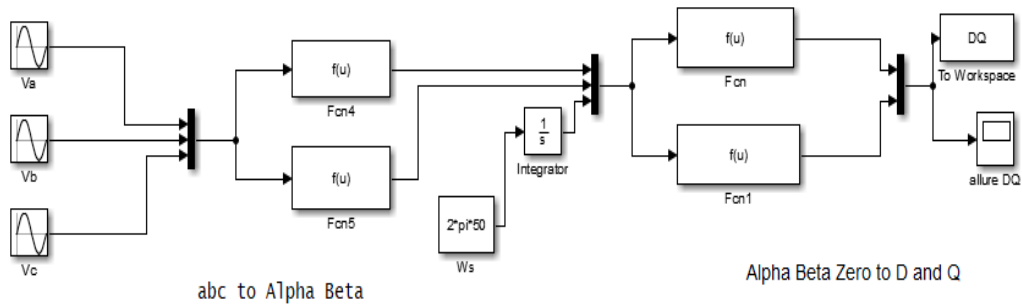 Va
Vb
Vc
f(u)
Fcn4
f(u)
Fcn5
abc to Alpha Beta
1
s
Integrator
2*pi*50
Ws
f(u)
Fcn
f(u)
Fcn1
DQ
To Workspace
allure DQ
Alpha Beta Zero to D and Q